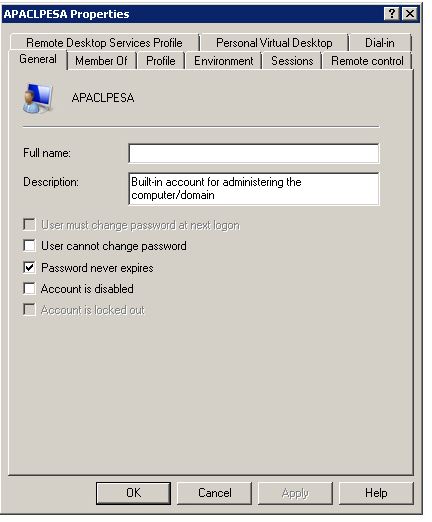 APACLPESA Properties
Remote Desktop Services Profile Personal Virtual Desktop Dial-in
General Member Of Profile Environment Sessions Remote control
APACLPESA
Full name:
Description: Built-in account for administering the
computer/domain
User must change password at next logon
User cannot change password
Password never expires
Account is disabled
Account is locked out
OK Cancel Apply Help